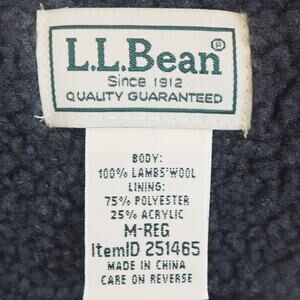 L.L.Bean®
Since 1912
QUALITY GUARANTEED
BODY:
100% LAMBS'WOOL
LINING:
75% POLYESTER
25% ACRYLIC
M-REG
ItemID 251465
MADE IN CHINA
CARE ON REVERSE